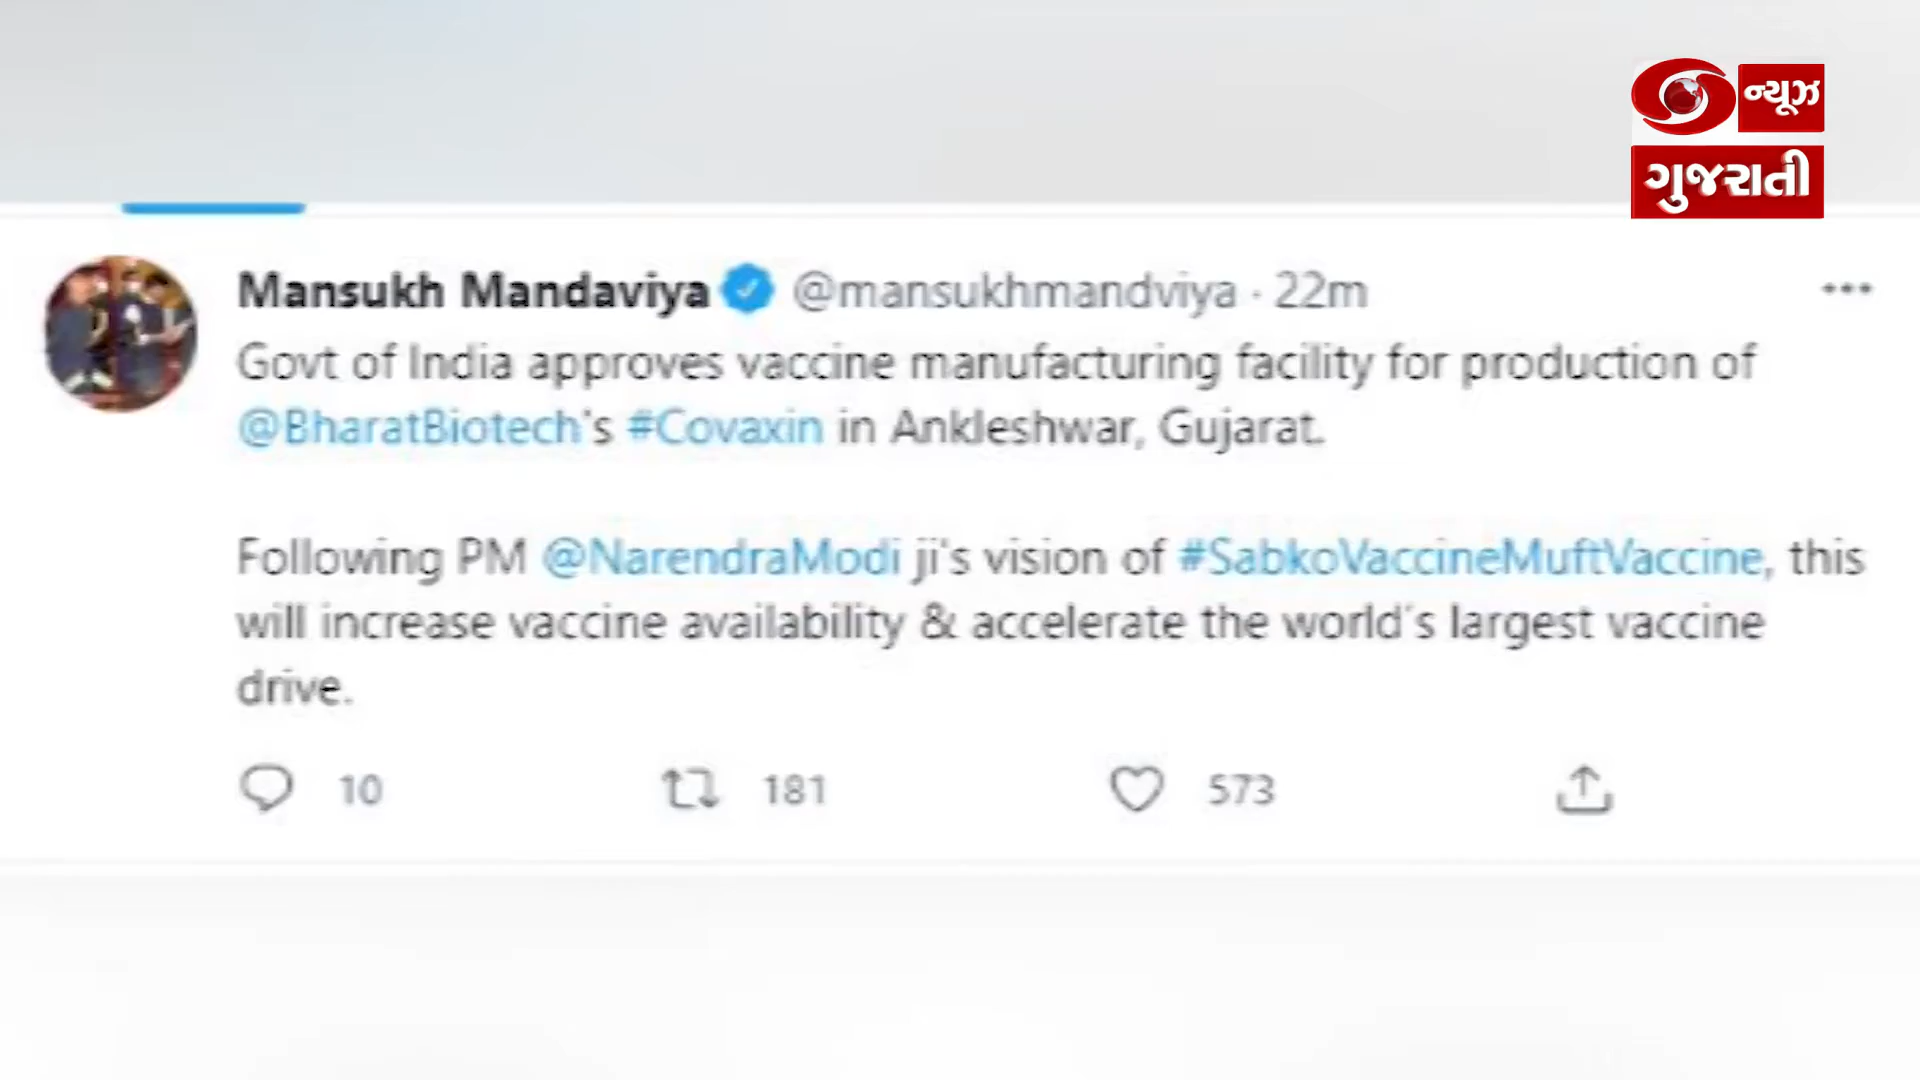 ન્યૂઝ
ગુજરાતી
Mansukh Mandaviya @mansukhmandviya · 22m
Govt of India approves vaccine manufacturing facility for production of
@BharatBiotech's #Covaxin in Ankleshwar, Gujarat.
Following PM @NarendraModi ji's vision of #SabkoVaccineMuftVaccine, this
will increase vaccine availability & accelerate the world's largest vaccine
drive.
10 181 573